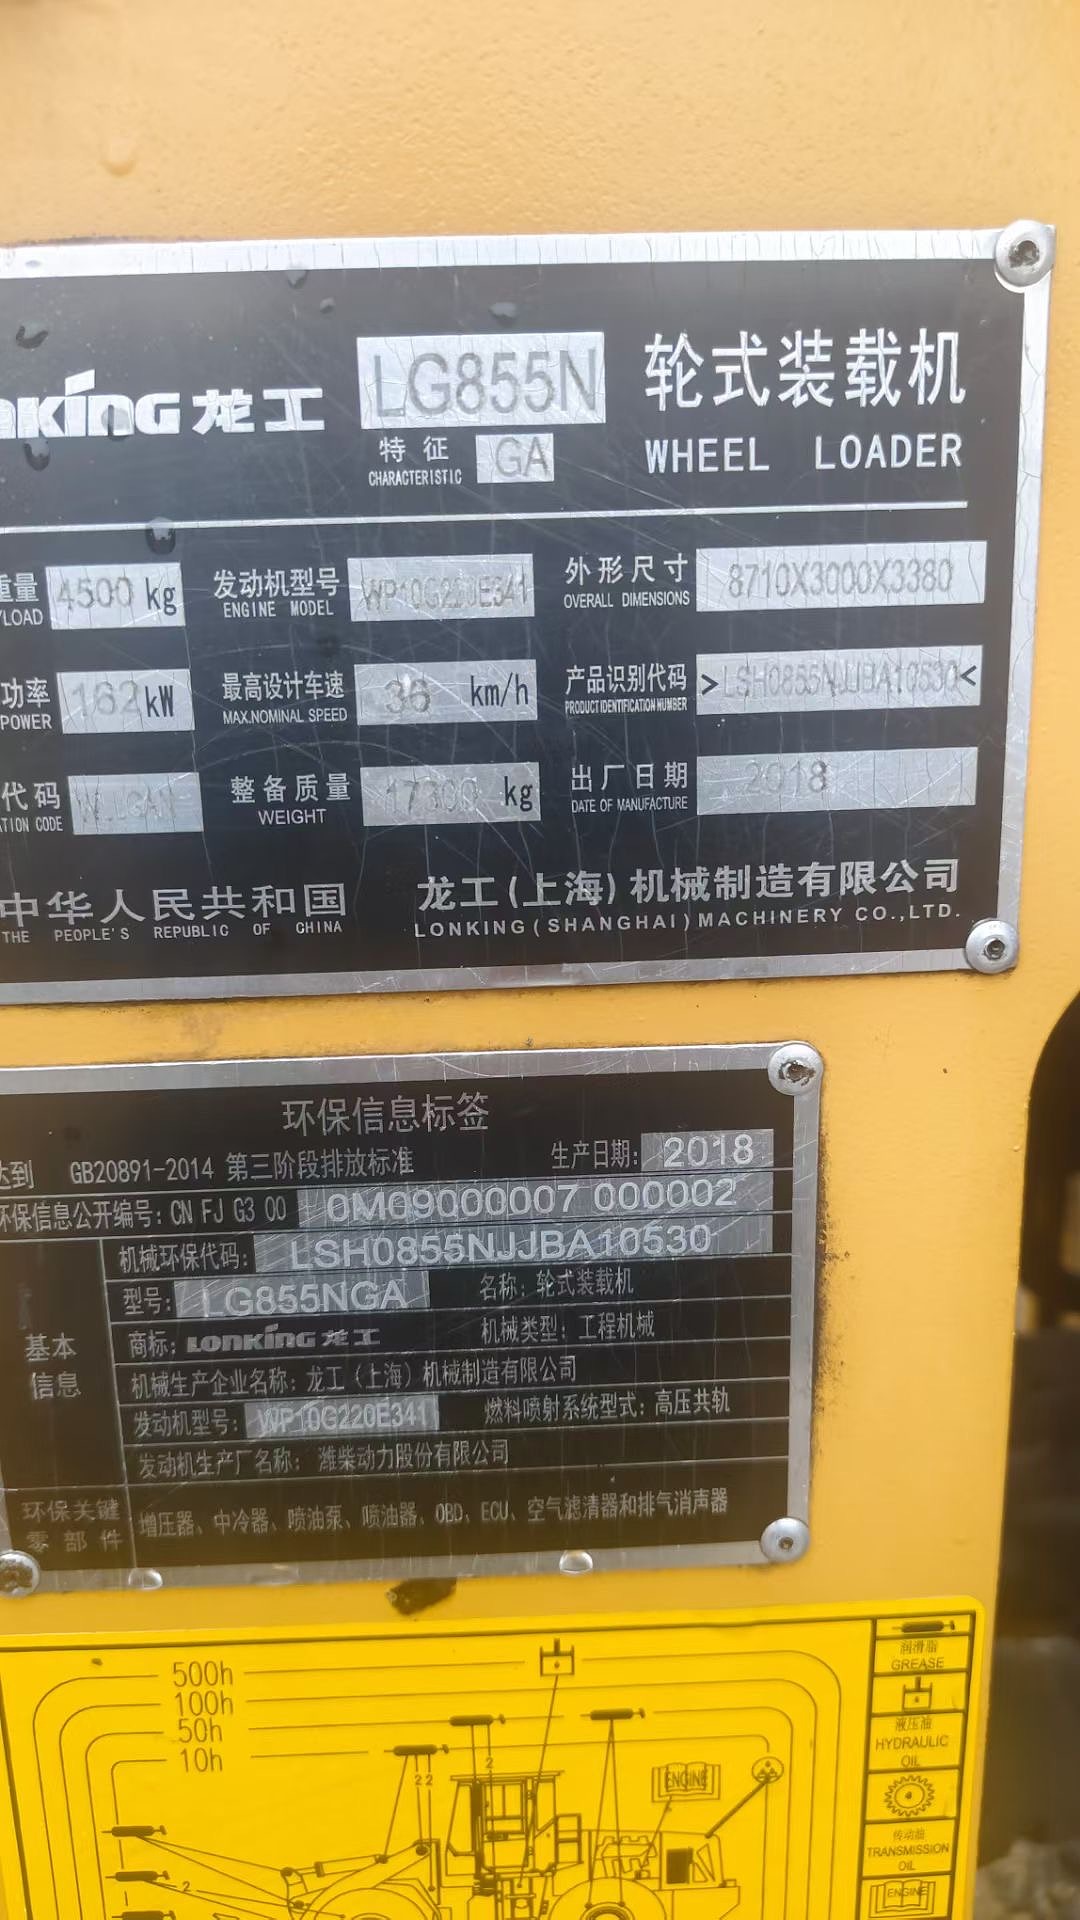 NKING 龙工 LG855N 轮式装载机
特征 GA WHEEL LOADER
CHARACTERISTIC
重量 4500 kg 发动机型号 WP10G220E341 外形尺寸 8710X3000X3380
YLOAD ENGINE MODEL OVERALL DIMENSIONS
功率 162 kW 最高设计车速 36 km/h 产品识别代码 >LSH0855NJJBA10530<
POWER MAX.NOMINAL SPEED PRODUCT IDENTIFICATION NUMBER
代码 整备质量 17300 kg 出厂日期 2018
TION CODE WEIGHT DATE OF MANUFACTURE
中华人民共和国 龙工(上海)机械制造有限公司
THE PEOPLE'S REPUBLIC OF CHINA LONKING(SHANGHAI)MACHINERY CO.,LTD.
环保信息标签
达到 GB20891-2014 第三阶段排放标准 生产日期: 2018
环保信息公开编号: CN FJ G3 00 0M09000007 000002
机械环保代码: LSH0855NJJBA10530
型号: LG855NGA 名称: 轮式装载机
基本信息
商标: LONKING 龙工 机械类型: 工程机械
机械生产企业名称: 龙工(上海)机械制造有限公司
发动机型号: WP10G220E341 燃料喷射系统型式: 高压共轨
发动机生产厂名称: 潍柴动力股份有限公司
环保关键零部件 增压器、中冷器、喷油泵、喷油器、OBD、ECU、空气滤清器和排气消声器
500h
100h
50h
10h
2
2 2
2
ENGINE
润滑脂
GREASE
液压油
HYDRAULIC
OIL
传动油
TRANSMISSION
OIL
ENGINE